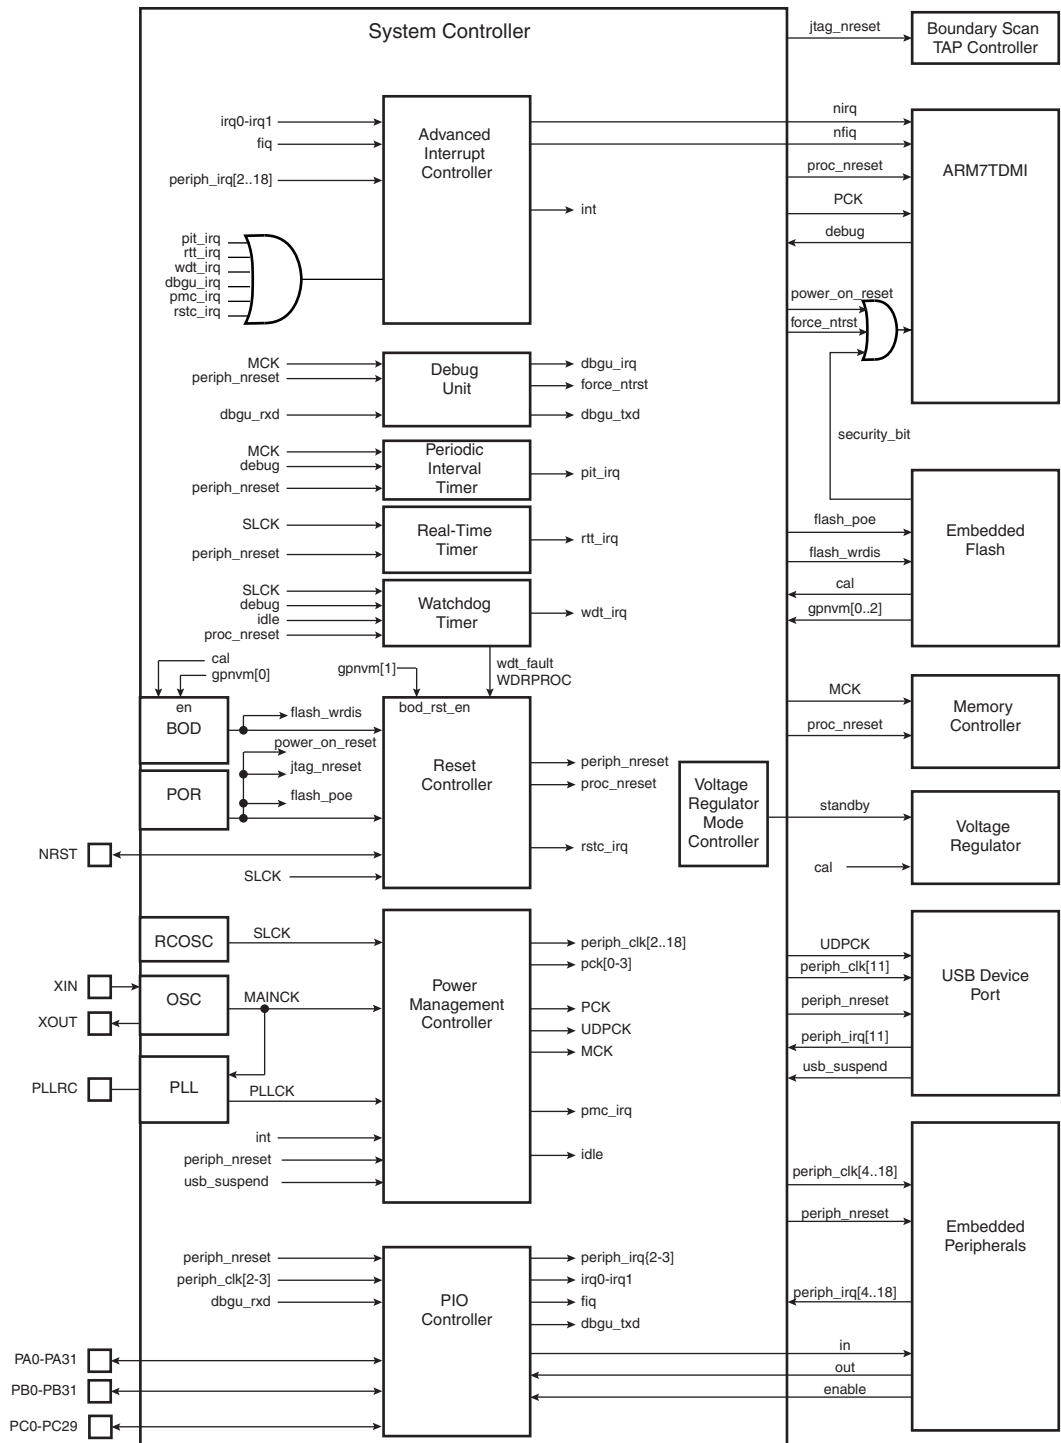 System Controller
jtag_nreset
Boundary Scan
TAP Controller
irq0-irq1
fiq
periph_irq[2..18]
Advanced
Interrupt
Controller
int
nirq
nfiq
proc_nreset
PCK
debug
ARM7TDMI
pit_irq
rtt_irq
wdt_irq
dbgu_irq
pmc_irq
rstc_irq
power_on_reset
force_ntrst
security_bit
MCK
periph_nreset
dbgu_rxd
Debug
Unit
dbgu_irq
force_ntrst
dbgu_txd
MCK
debug
periph_nreset
Periodic
Interval
Timer
pit_irq
SLCK
periph_nreset
Real-Time
Timer
rtt_irq
flash_poe
flash_wrdis
cal
gpnvm[0..2]
Embedded
Flash
SLCK
debug
idle
proc_nreset
Watchdog
Timer
wdt_irq
wdt_fault
WDRPROC
cal
gpnvm[0]
gpnvm[1]
en
BOD
bod_rst_en
flash_wrdis
power_on_reset
jtag_nreset
flash_poe
POR
Reset
Controller
periph_nreset
proc_nreset
rstc_irq
NRST
SLCK
MCK
proc_nreset
Memory
Controller
Voltage
Regulator
Mode
Controller
standby
cal
Voltage
Regulator
RCOSC
SLCK
XIN
XOUT
OSC
MAINCK
PLLRC
PLL
PLLCK
int
periph_nreset
usb_suspend
Power
Management
Controller
periph_clk[2..18]
pck[0-3]
PCK
UDPCK
MCK
pmc_irq
idle
UDPCK
periph_clk[11]
periph_nreset
periph_irq[11]
usb_suspend
USB Device
Port
periph_clk[4..18]
periph_nreset
periph_irq[4..18]
Embedded
Peripherals
periph_nreset
periph_clk[2-3]
dbgu_rxd
PIO
Controller
periph_irq{2-3]
irq0-irq1
fiq
dbgu_txd
in
out
enable
PA0-PA31
PB0-PB31
PC0-PC29